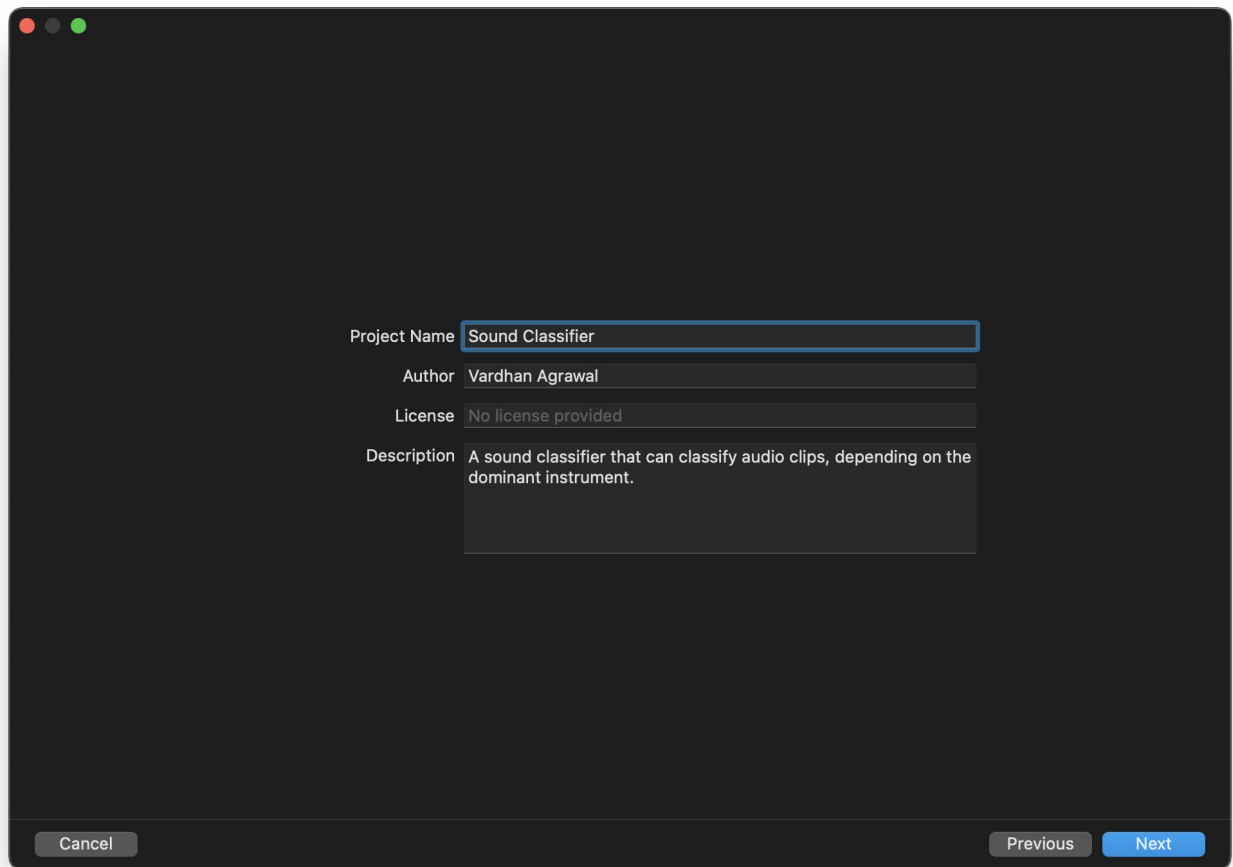 Project Name Sound Classifier
Author Vardhan Agrawal
License No license provided
Description A sound classifier that can classify audio clips, depending on the
dominant instrument.
Cancel Previous Next